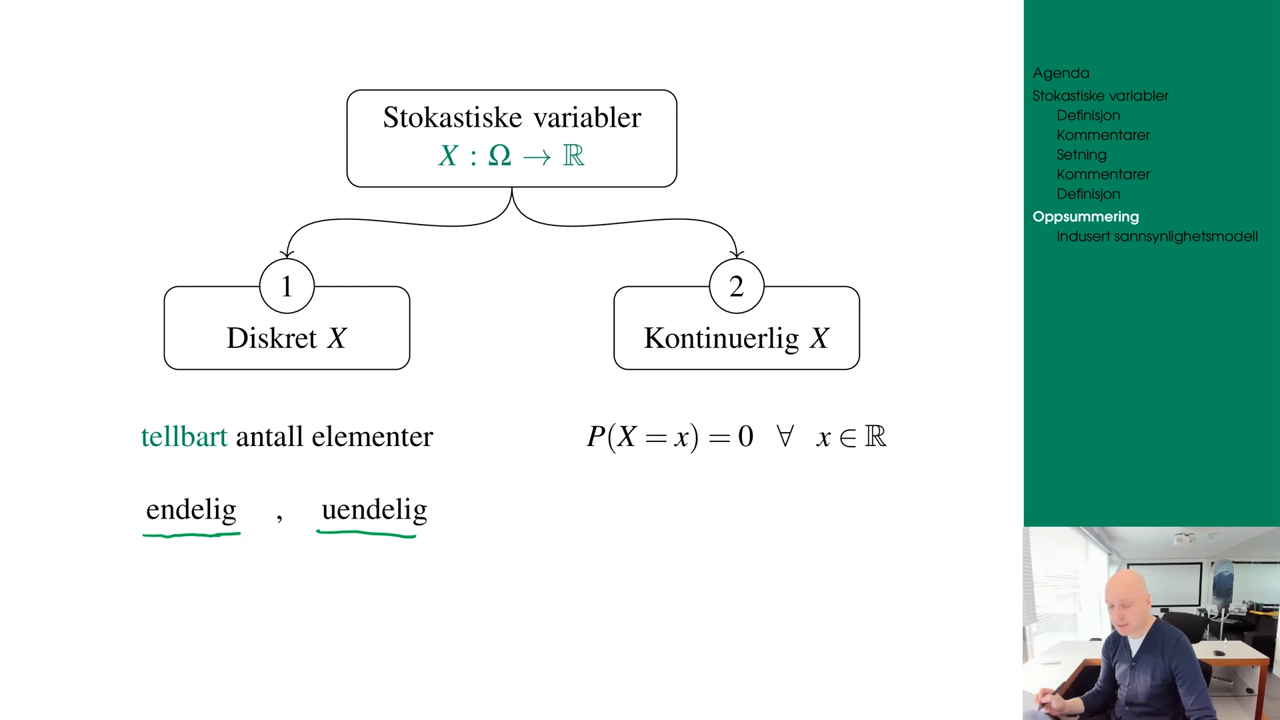 Stokastiske variabler
X : Ω → ℝ
1
Diskret X
2
Kontinuerlig X
tellbart antall elementer
endelig , uendelig
P(X = x) = 0 ∀ x ∈ ℝ
Agenda
Stokastiske variabler
Definisjon
Kommentarer
Setning
Kommentarer
Definisjon
Oppsummering
Indusert sannsynlighetsmodell